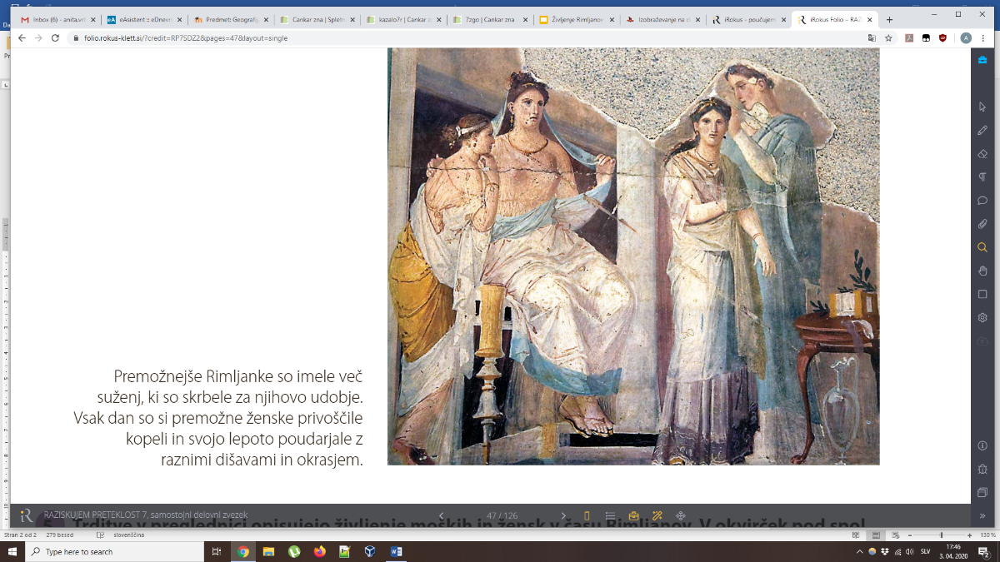 Inbox (6) - anita.vrt
eAsistent :: eDnevni
Predmet: Geografija
Cankar zna | Spletn
kazalo7r | Cankar z
7zgo | Cankar zna
Življenje Rimljanov
Izobraževanje na d
iRokus - poučujem
iRokus Folio – RAZ
folio.rokus-klett.si/?credit=RP7SDZ2&pages=47&layout=single
A
Premožnejše Rimljanke so imele več
suženj, ki so skrbele za njihovo udobje.
Vsak dan so si premožne ženske privoščile
kopeli in svojo lepoto poudarjale z
raznimi dišavami in okrasjem.
iR RAZISKUJEM PRETEKLOST 7, samostojni delovni zvezek
47 / 126
Trditve v preglednici opisujejo življenje moških in žensk v času Rimljanov. V okvirček pod spol
Stran 2 od 2 279 besed slovenščina
130 %
Type here to search
SLV
17:46
3. 04. 2020
2